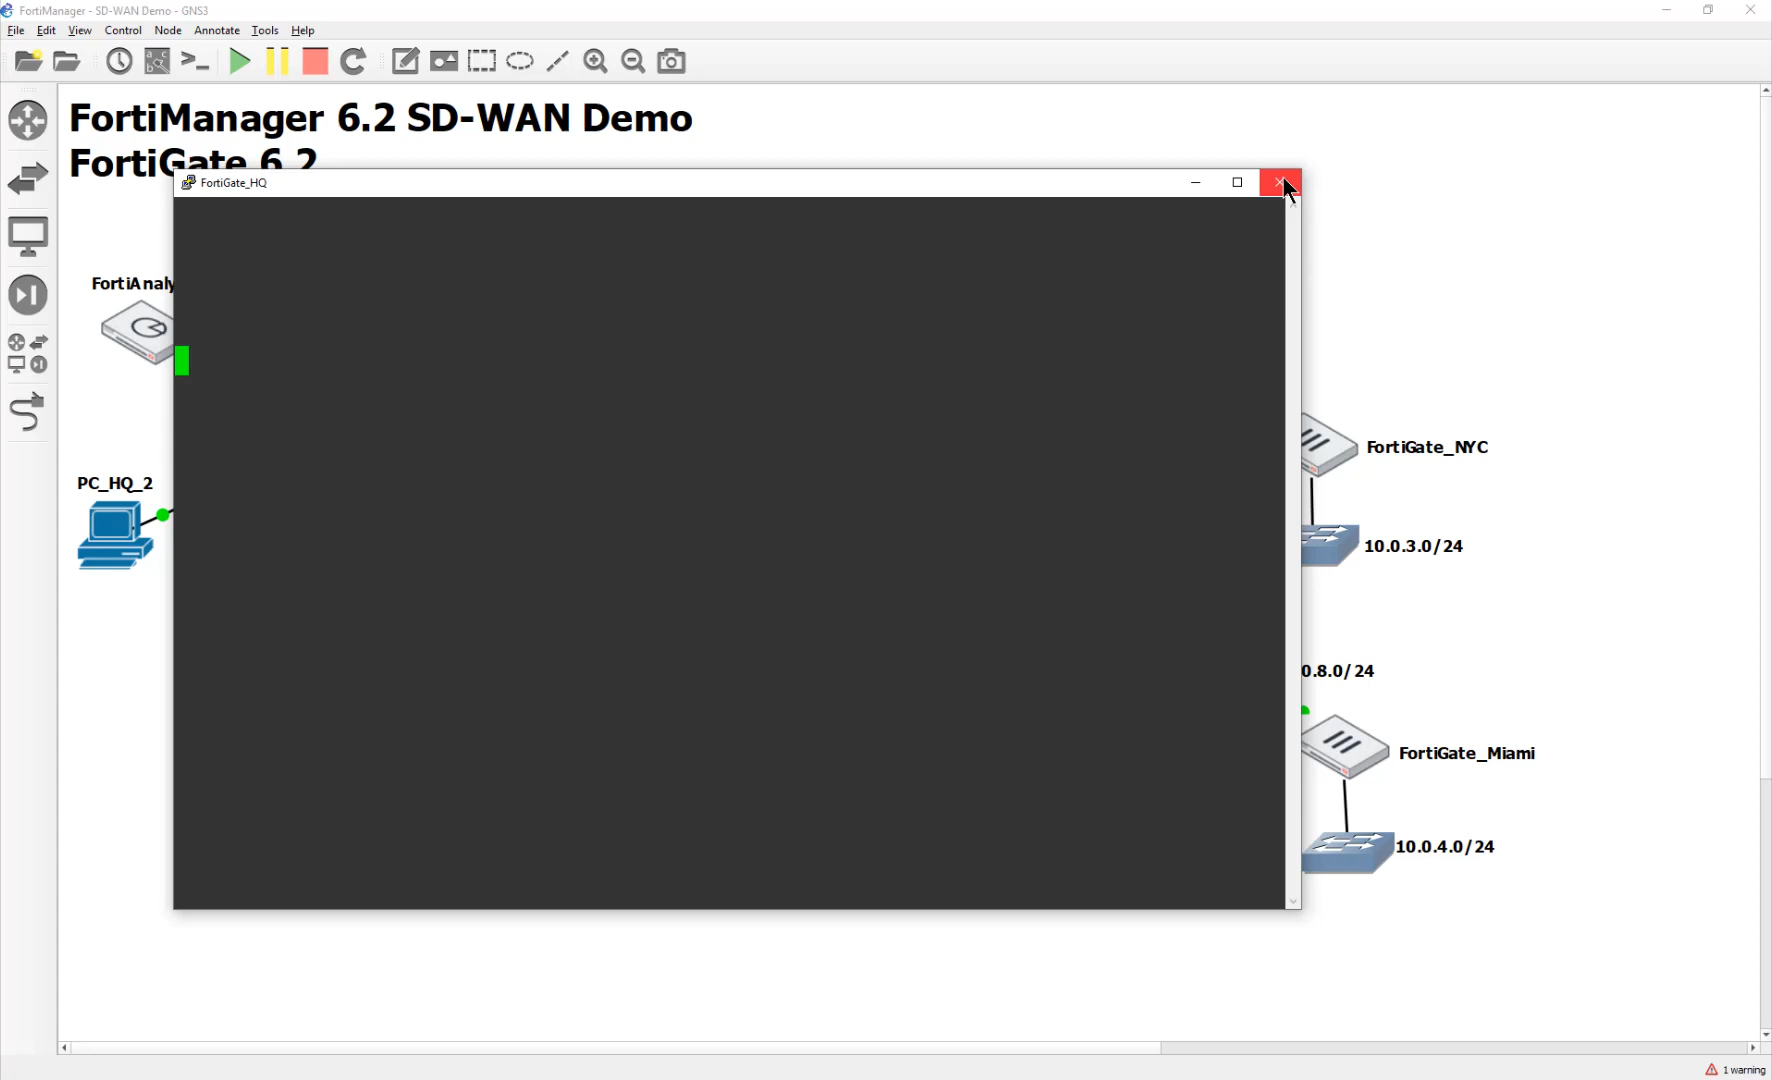 FortiManager - SD-WAN Demo - GNS3
File Edit View Control Node Annotate Tools Help
FortiManager 6.2 SD-WAN Demo
FortiGate 6.2
FortiGate_HQ
FortiAnaly
FortiGate_NYC
PC_HQ_2
10.0.3.0/24
0.8.0/24
FortiGate_Miami
10.0.4.0/24
1 warning